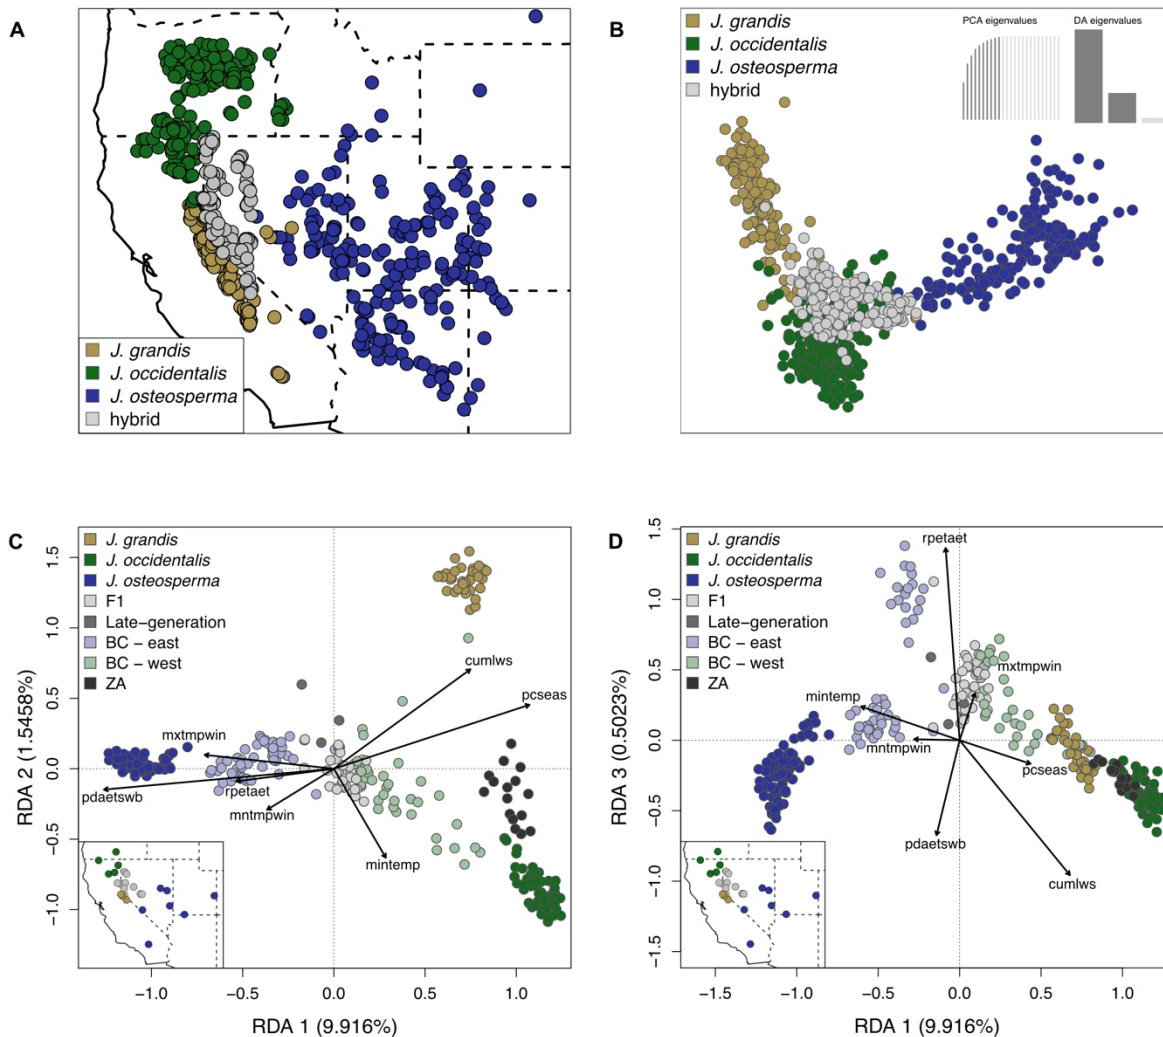 A
J. grandis
J. occidentalis
J. osteosperma
hybrid
B
J. grandis
J. occidentalis
J. osteosperma
hybrid
PCA eigenvalues
DA eigenvalues
C
J. grandis
J. occidentalis
J. osteosperma
F1
Late-generation
BC – east
BC – west
ZA
cumlws
pcseas
mxtmpwin
pdaetswb
rpetaet
mntmpwin
mintemp
RDA 2 (1.5458%)
1.5
1.0
0.5
0.0
−0.5
−1.0
−1.0
−0.5
0.0
0.5
1.0
RDA 1 (9.916%)
D
J. grandis
J. occidentalis
J. osteosperma
F1
Late-generation
BC – east
BC – west
ZA
rpetaet
mxtmpwin
mintemp
mntmpwin
pcseas
pdaetswb
cumlws
RDA 3 (0.5023%)
1.5
1.0
0.5
0.0
−0.5
−1.0
−1.5
−1.5
−1.0
−0.5
0.0
0.5
1.0
RDA 1 (9.916%)